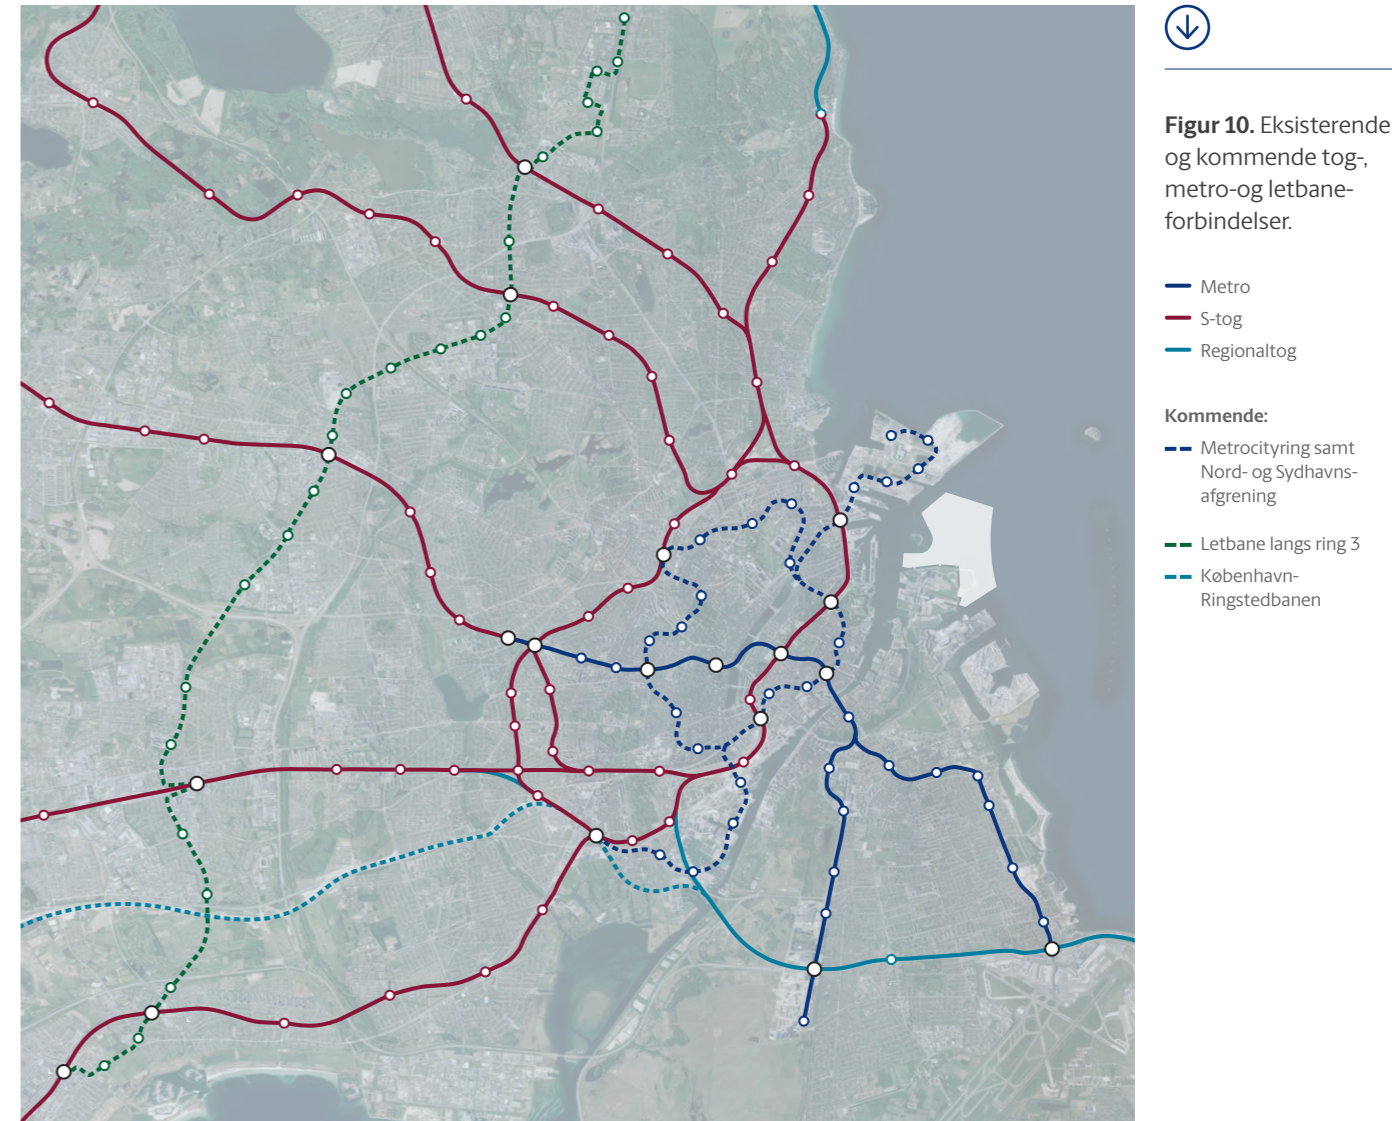 Figur 10. Eksisterende
og kommende tog-,
metro-og letbane-
forbindelser.
Metro
S-tog
Regionaltog
Kommende:
Metrocityring samt
Nord- og Sydhavns-
afgrening
Letbane langs ring 3
København-
Ringstedbanen